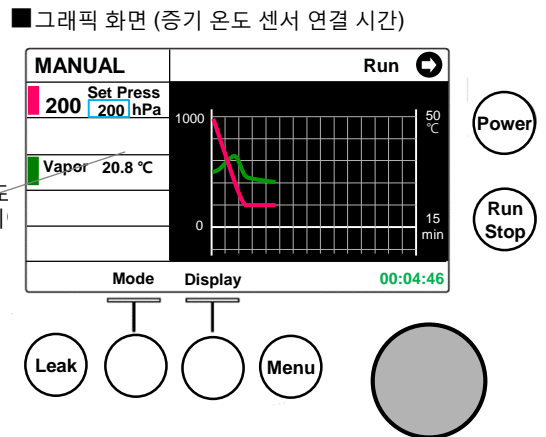 ■그래픽 화면 (증기 온도 센서 연결 시간)
MANUAL
Run
200
Set Press
200 hPa
Vapor 20.8 ℃
1000
0
50
℃
15
min
Mode
Display
00:04:46
Power
Run
Stop
Leak
Menu